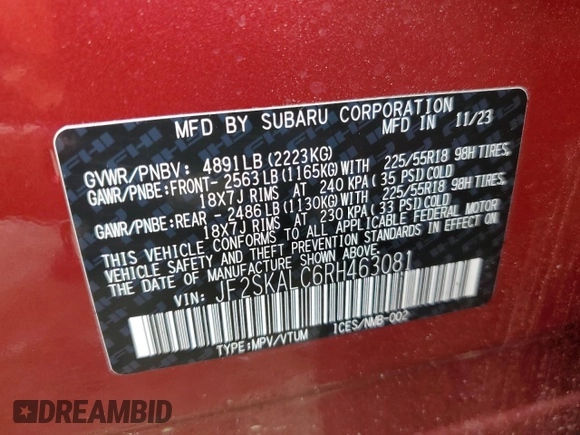 MFD BY SUBARU CORPORATION
MFD IN 11/23
GVWR/PNBV: 4891LB(2223KG)
GAWR/PNBE:FRONT- 2563LB(1165KG)WITH 225/55R18 98H TIRES,
18X7J RIMS AT 240 KPA(35 PSI)COLD
GAWR/PNBE:REAR - 2486LB(1130KG)WITH 225/55R18 98H TIRES,
18X7J RIMS AT 230 KPA(33 PSI)COLD
THIS VEHICLE CONFORMS TO ALL APPLICABLE FEDERAL MOTOR
VEHICLE SAFETY AND THEFT PREVENTION STANDARDS IN EFFECT ON
THE DATE OF MANUFACTURE SHOWN ABOVE.
VIN: JF2SKALC6RH463081
TYPE:MPV/VTUM ICES/NMB-002
DREAMBID